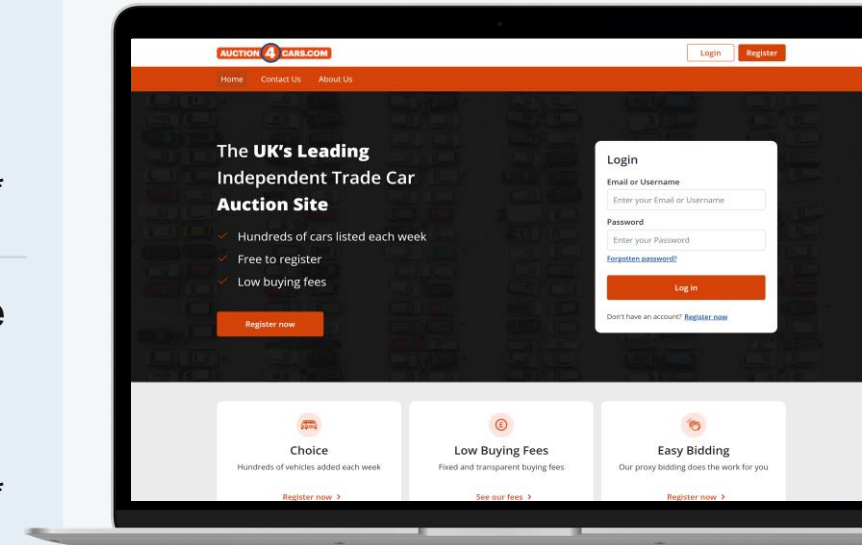 AUCTION 4 CARS.COM
Login Register
Home Contact Us About Us
The UK's Leading
Independent Trade Car
Auction Site
Hundreds of cars listed each week
Free to register
Low buying fees
Register now
Login
Email or Username
Enter your Email or Username
Password
Enter your Password
Forgotten password?
Log in
Don't have an account? Register now
Choice
Hundreds of vehicles added each week
Register now >
Low Buying Fees
Fixed and transparent buying fees
See our fees >
Easy Bidding
Our proxy bidding does the work for you
Register now >